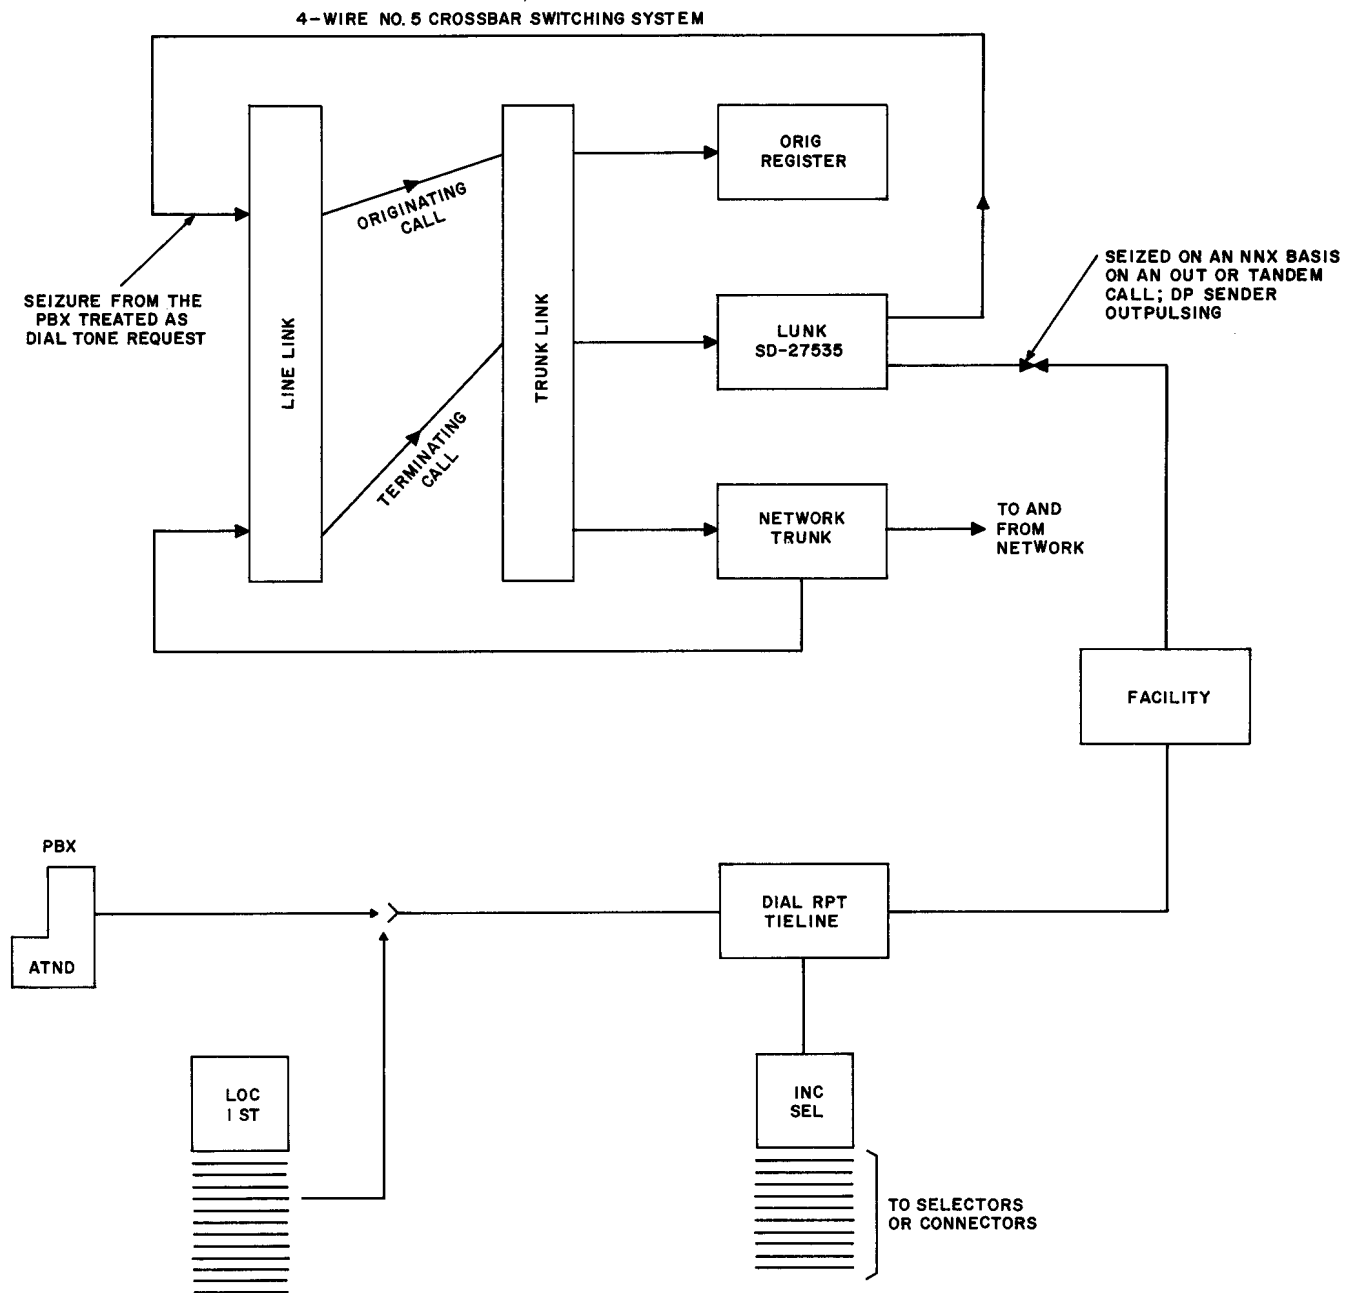 4-WIRE NO. 5 CROSSBAR SWITCHING SYSTEM
ORIG
REGISTER
ORIGINATING
CALL
SEIZED ON AN NNX BASIS
ON AN OUT OR TANDEM
CALL; DP SENDER
OUTPULSING
SEIZURE FROM THE
PBX TREATED AS
DIAL TONE REQUEST
LINE LINK
TRUNK LINK
LUNK
SD-27535
TERMINATING
CALL
NETWORK
TRUNK
TO AND
FROM
NETWORK
FACILITY
PBX
ATND
DIAL RPT
TIELINE
LOC
1 ST
INC
SEL
TO SELECTORS
OR CONNECTORS